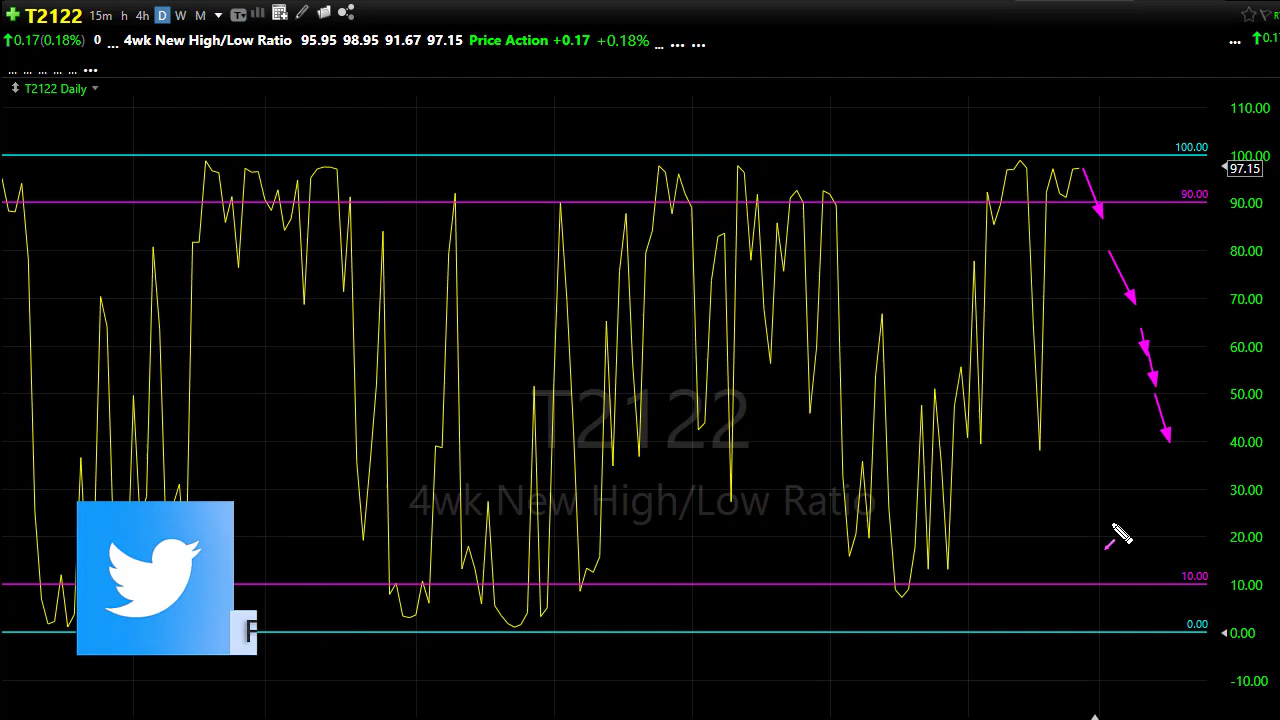 T2122 15m h 4h D W M
0.17(0.18%) 0 ... 4wk New High/Low Ratio 95.95 98.95 91.67 97.15 Price Action +0.17 +0.18% ... ... ... ... 0.1
... ... ... ... ... ...
T2122 Daily
110.00
100.00 100.00
97.15
90.00 90.00
80.00
70.00
60.00
50.00
40.00
30.00
20.00
10.00 10.00
0.00 0.00
-10.00
T2122
4wk New High/Low Ratio
F